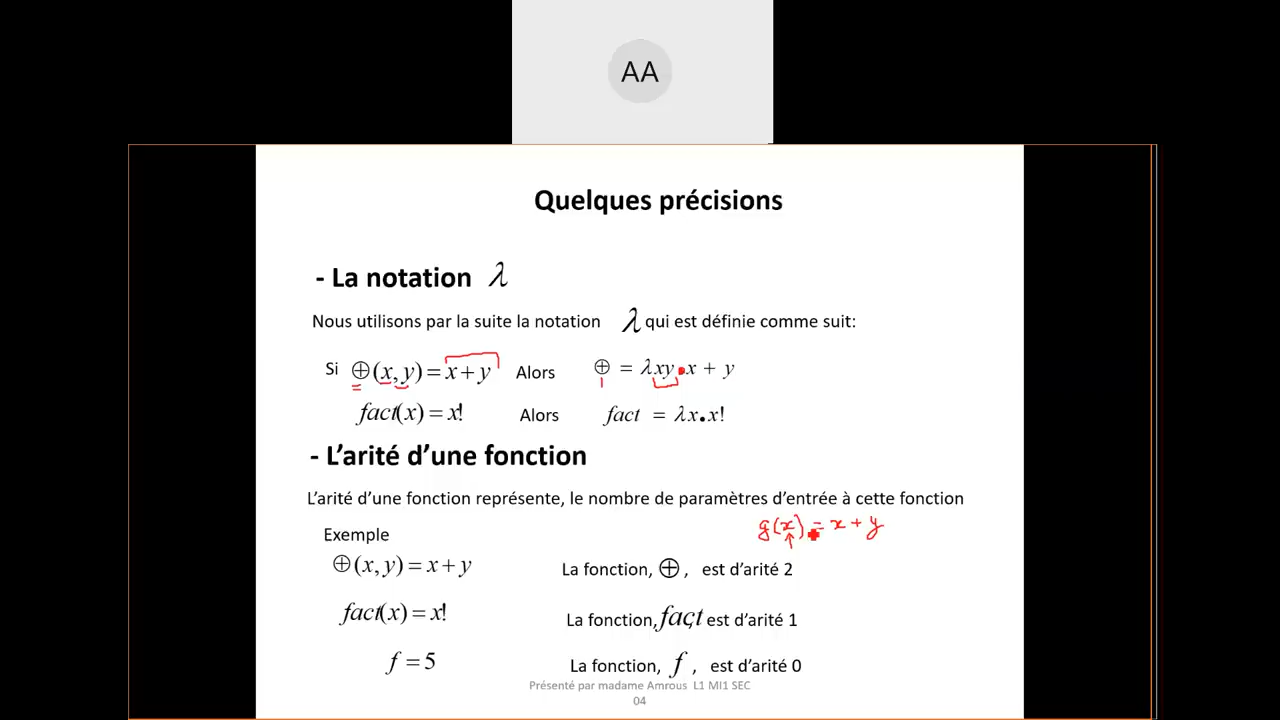 AA
Quelques précisions
- La notation λ
Nous utilisons par la suite la notation λ qui est définie comme suit:
Si ⊕(x, y) = x + y Alors ⊕ = λxy•x + y
fact(x) = x! Alors fact = λx•x!
- L'arité d'une fonction
L'arité d'une fonction représente, le nombre de paramètres d'entrée à cette fonction
g(x) = x + y
Exemple
⊕(x, y) = x + y La fonction, ⊕, est d'arité 2
fact(x) = x! La fonction, fact est d'arité 1
f = 5 La fonction, f, est d'arité 0
Présenté par madame Amrous L1 MI1 SEC
04